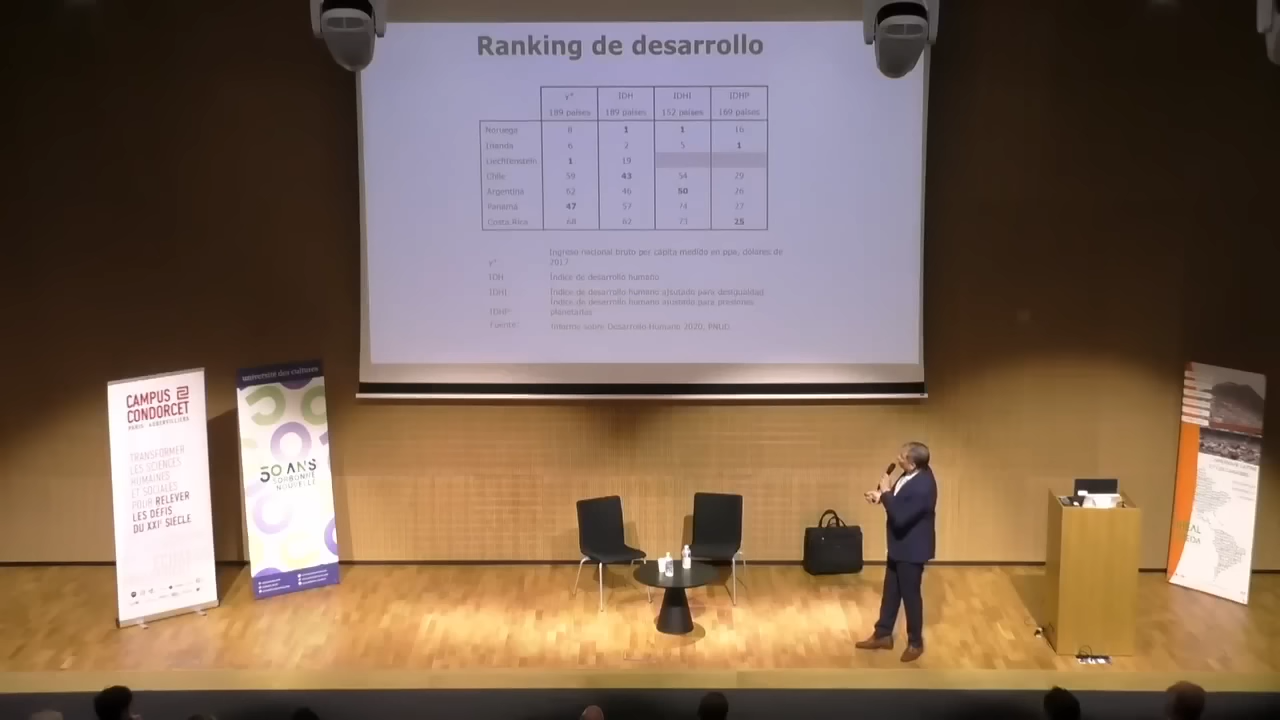 Ranking de desarrollo
y* IDH IDHI IDHP
189 países 189 países 152 países 169 países
Noruega 8 1 1 16
Irlanda 6 2 5 1
Liechtenstein 1 19
Chile 59 43 54 29
Argentina 62 46 50 26
Panamá 47 57 74 27
Costa Rica 68 62 73 25
y* Ingreso nacional bruto per cápita medido en ppa, dólares de 2017
IDH Índice de desarrollo humano
IDHI Índice de desarrollo humano ajustado para desigualdad
IDHP Índice de desarrollo humano ajustado para presiones planetarias
Fuente: Informe sobre Desarrollo Humano 2020, PNUD
CAMPUS
CONDORCET
PARIS-AUBERVILLIERS
TRANSFORMER
LES SCIENCES
HUMAINES
ET SOCIALES
POUR RELEVER
LES DÉFIS
DU XXIe SIÈCLE
université des cultures
50 ANS
SORBONNE
NOUVELLE